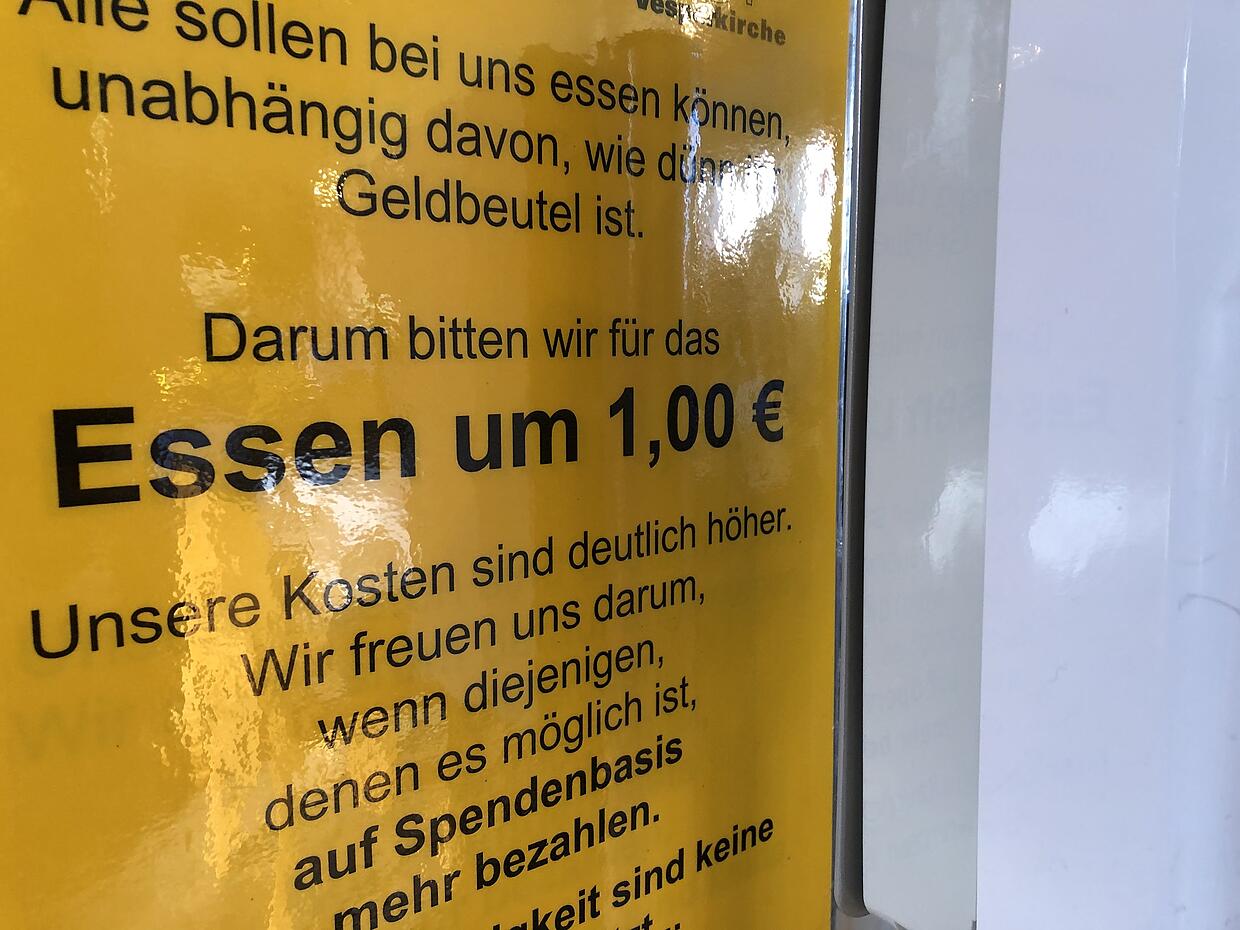 Vesperkirche
Alle sollen bei uns essen können,
unabhängig davon, wie dünn
Geldbeutel ist.
Darum bitten wir für das
Essen um 1,00 €
Unsere Kosten sind deutlich höher.
Wir freuen uns darum,
wenn diejenigen,
denen es möglich ist,
auf Spendenbasis
mehr bezahlen.
sind keine